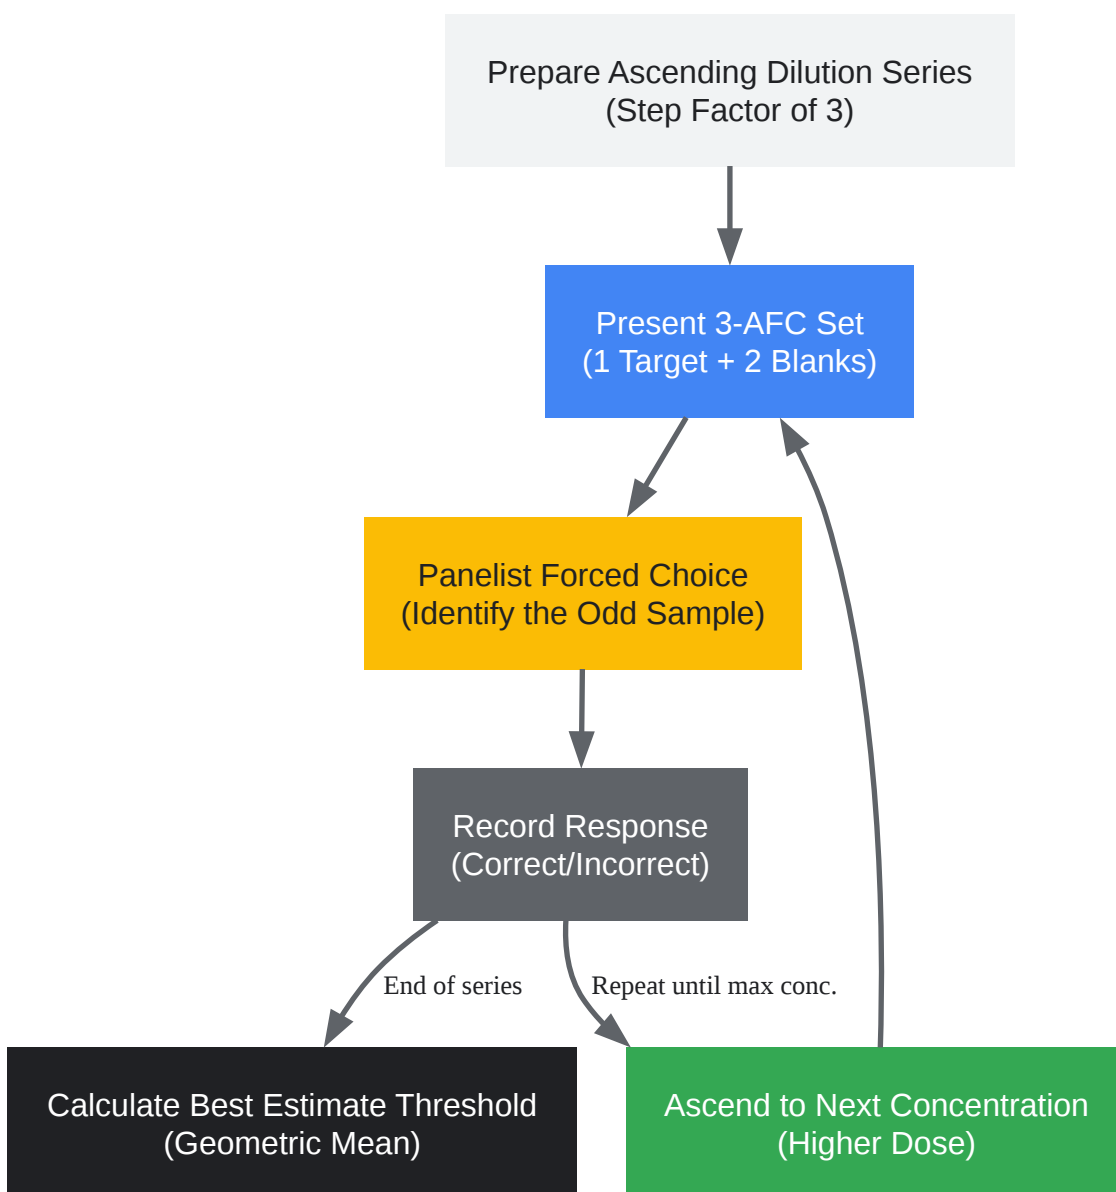 Prepare Ascending Dilution Series
(Step Factor of 3)
Present 3-AFC Set
(1 Target + 2 Blanks)
Panelist Forced Choice
(Identify the Odd Sample)
Record Response
(Correct/Incorrect)
End of series
Repeat until max conc.
Calculate Best Estimate Threshold
(Geometric Mean)
Ascend to Next Concentration
(Higher Dose)